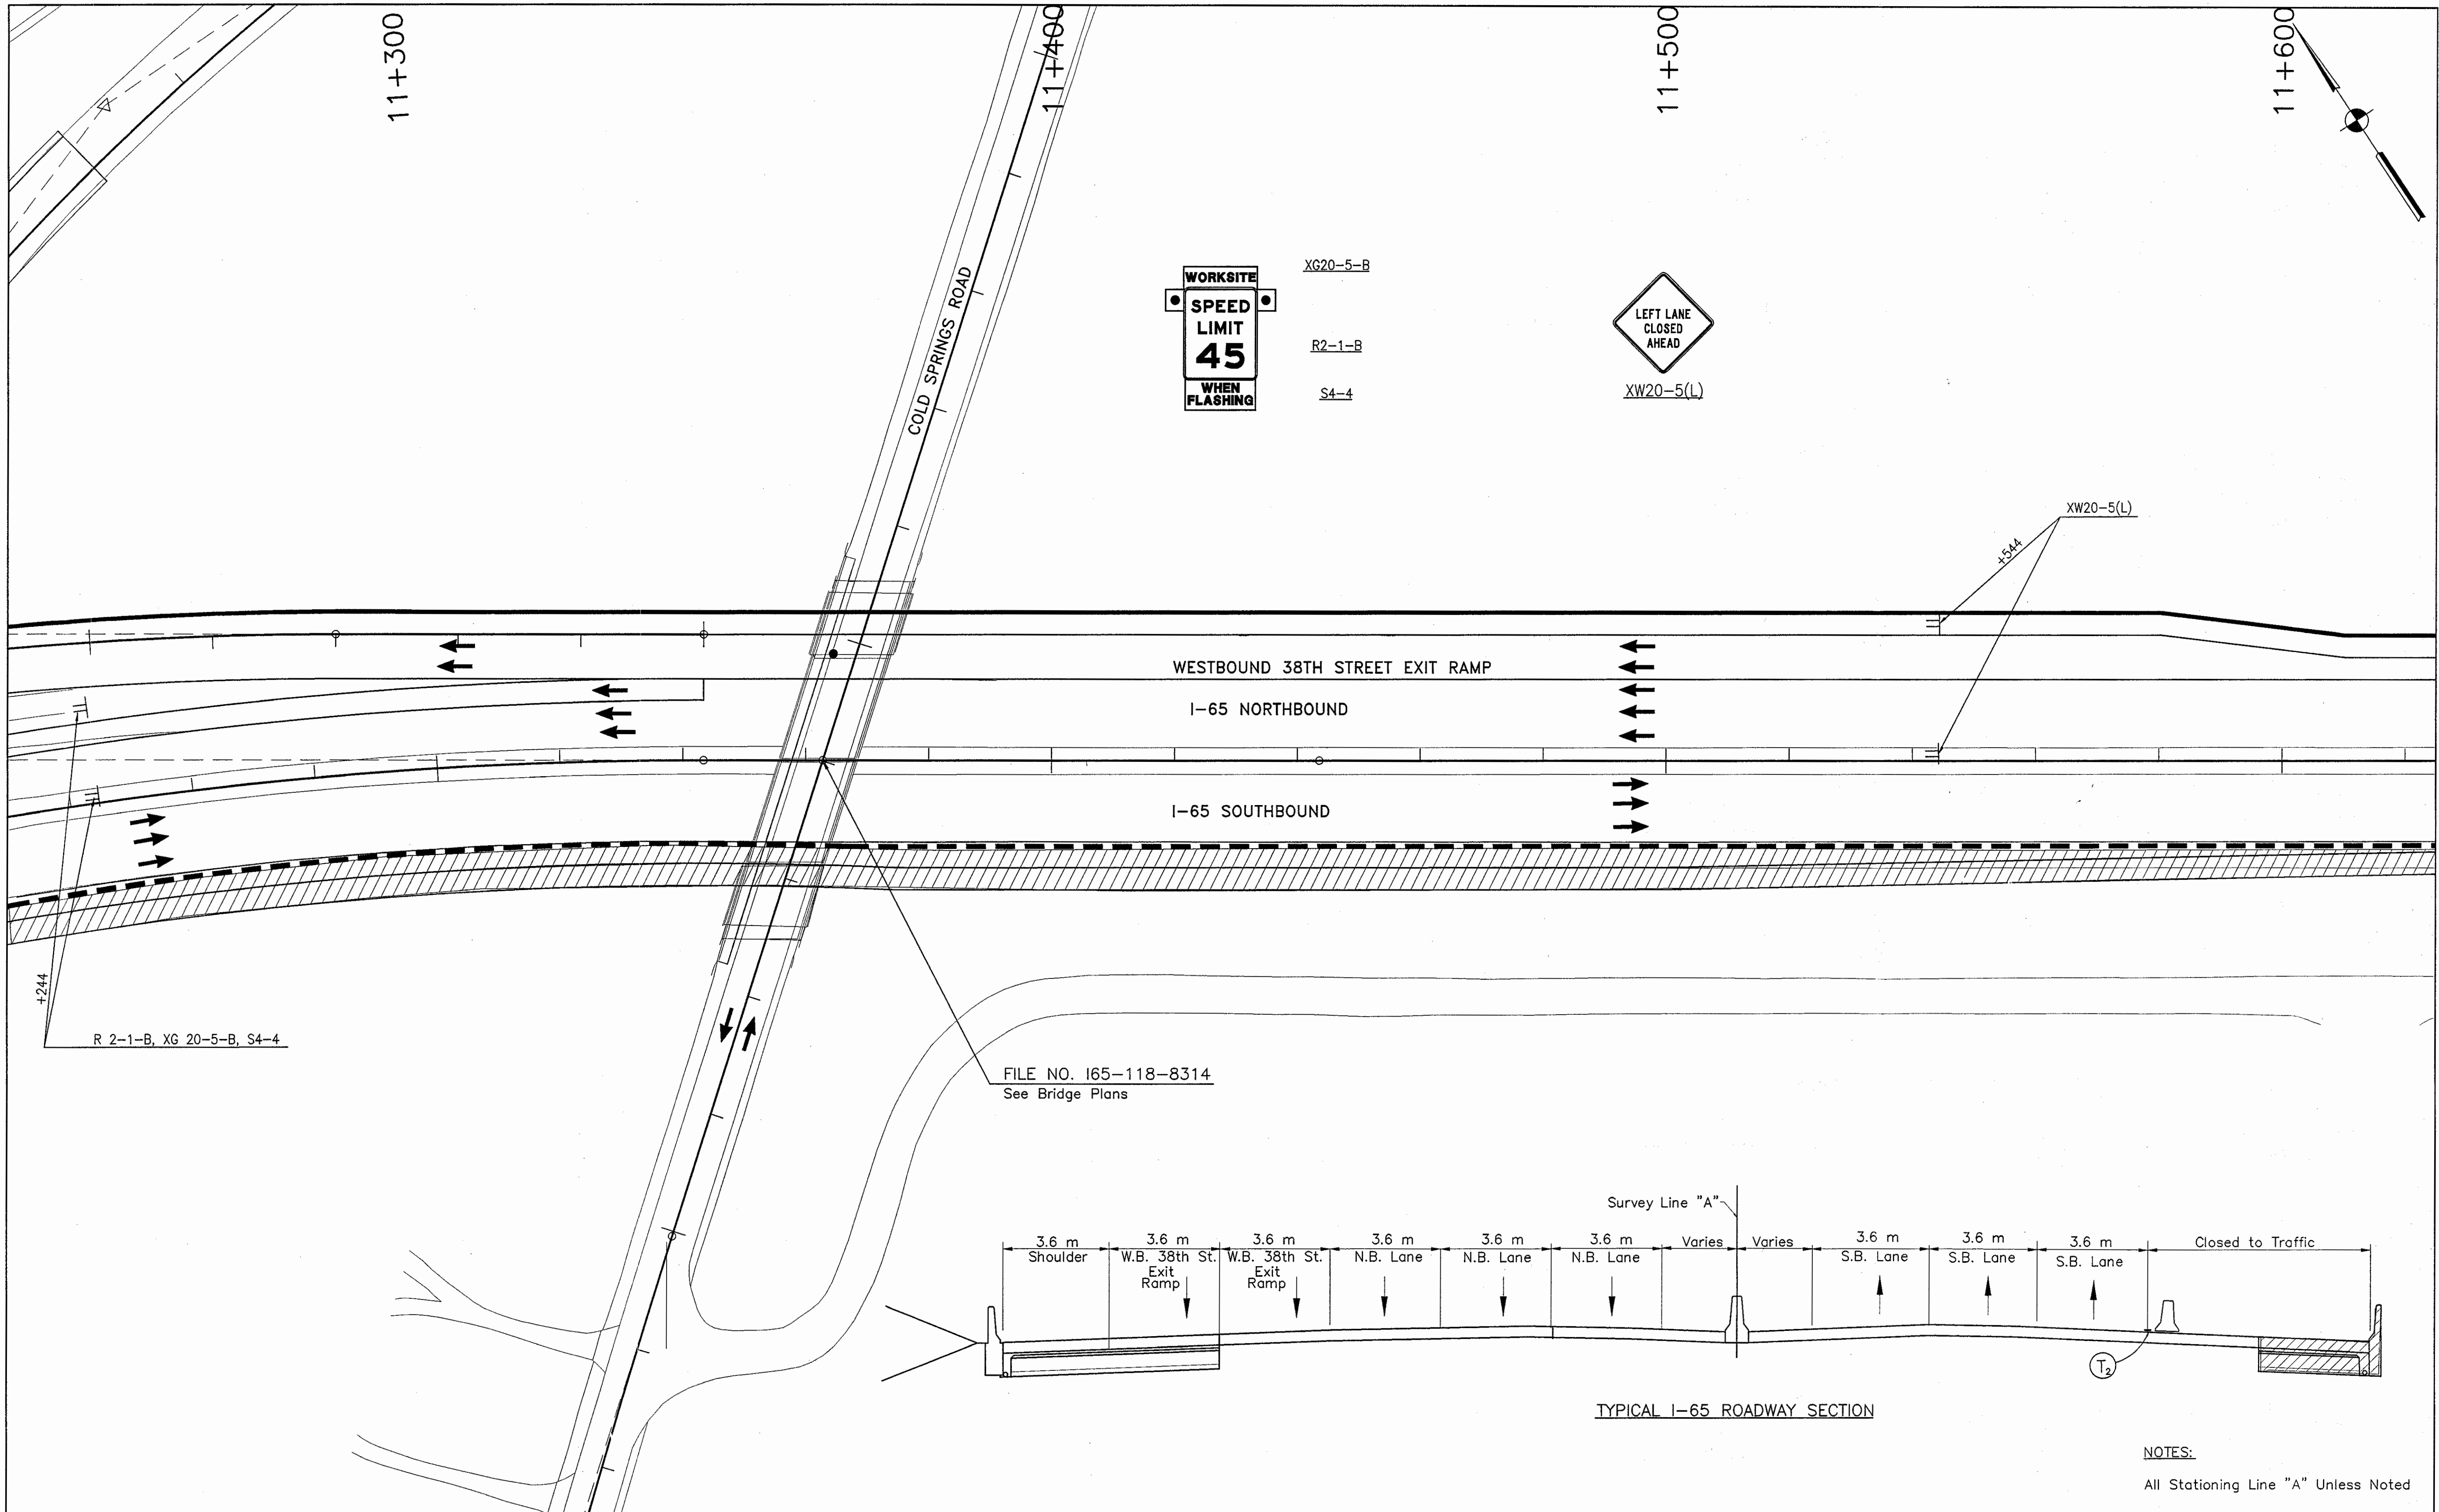 11+300
11+400
11+500
11+600
COLD SPRINGS ROAD
WORKSITE
SPEED
LIMIT
45
WHEN
FLASHING
XG20-5-B
R2-1-B
S4-4
LEFT LANE
CLOSED
AHEAD
XW20-5(L)
XW20-5(L)
+544
WESTBOUND 38TH STREET EXIT RAMP
I-65 NORTHBOUND
I-65 SOUTHBOUND
+244
R 2-1-B, XG 20-5-B, S4-4
FILE NO. I65-118-8314
See Bridge Plans
Survey Line "A"
3.6 m
Shoulder
3.6 m
W.B. 38th St.
Exit
Ramp
3.6 m
W.B. 38th St.
Exit
Ramp
3.6 m
N.B. Lane
3.6 m
N.B. Lane
3.6 m
N.B. Lane
Varies
Varies
3.6 m
S.B. Lane
3.6 m
S.B. Lane
3.6 m
S.B. Lane
Closed to Traffic
T2
TYPICAL I-65 ROADWAY SECTION
NOTES:
All Stationing Line "A" Unless Noted